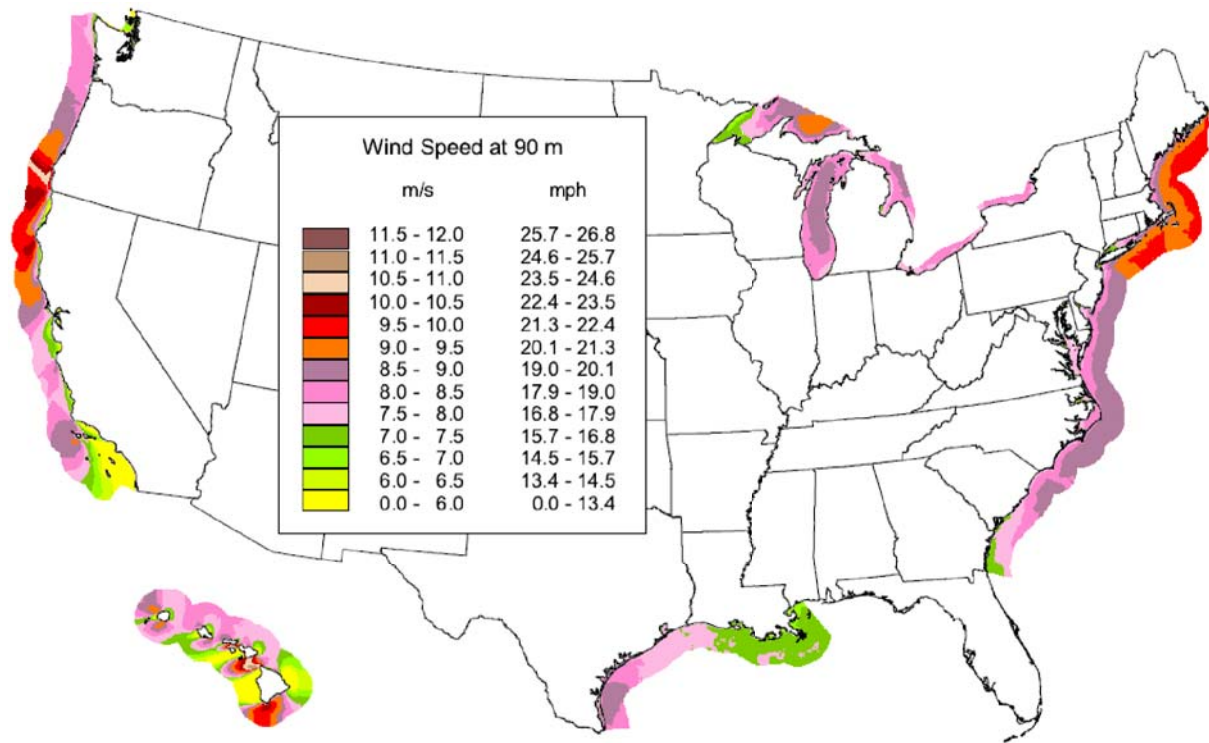 Wind Speed at 90 m
m/s mph
11.5 - 12.0 25.7 - 26.8
11.0 - 11.5 24.6 - 25.7
10.5 - 11.0 23.5 - 24.6
10.0 - 10.5 22.4 - 23.5
9.5 - 10.0 21.3 - 22.4
9.0 - 9.5 20.1 - 21.3
8.5 - 9.0 19.0 - 20.1
8.0 - 8.5 17.9 - 19.0
7.5 - 8.0 16.8 - 17.9
7.0 - 7.5 15.7 - 16.8
6.5 - 7.0 14.5 - 15.7
6.0 - 6.5 13.4 - 14.5
0.0 - 6.0 0.0 - 13.4